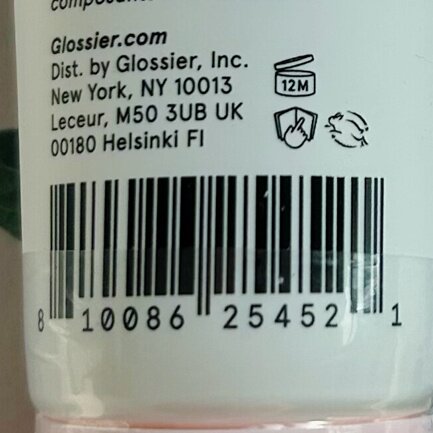 Glossier.com
Dist. by Glossier, Inc.
New York, NY 10013
Leceur, M50 3UB UK
00180 Helsinki FI
12M
8 10086 25452 1